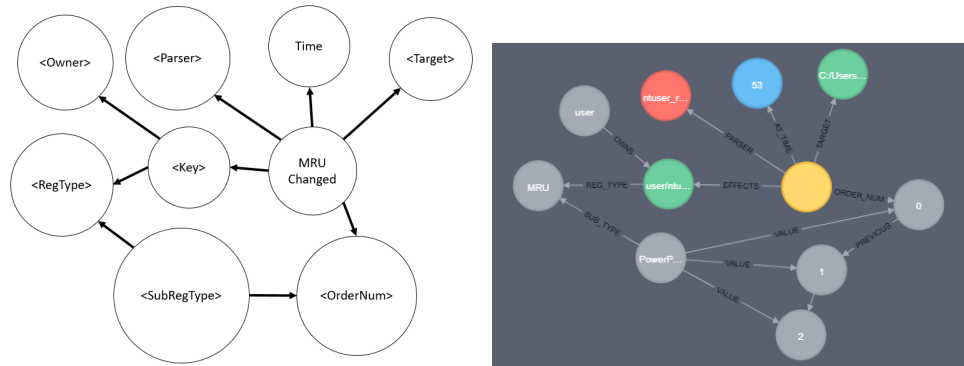 <Owner>
<Parser>
Time
<Target>
<RegType>
<Key>
MRU
Changed
<SubRegType>
<OrderNum>
user
ntuser_r...
53
C:/Users...
OWNS
PARSER
AT_TIME
TARGET
MRU
REG_TYPE
user/ntu...
EFFECTS
ORDER_NUM
0
SUB_TYPE
PowerP...
VALUE
PREVIOUS
VALUE
1
VALUE
2